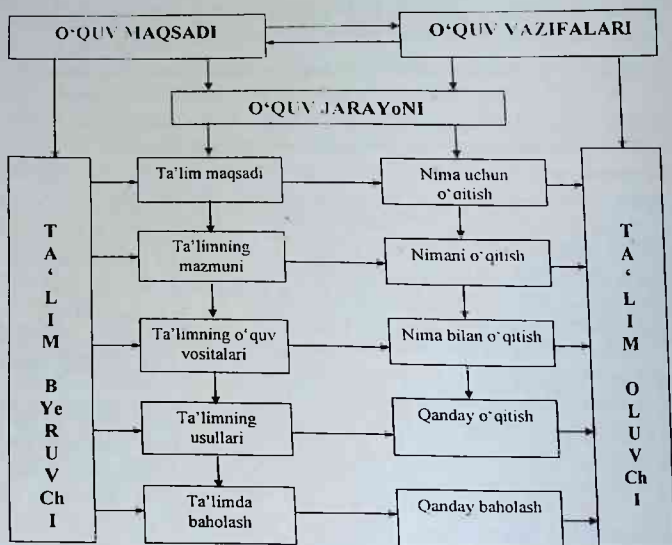 O‘QUV MAQSADI
O‘QUV VAZIFALARI
O‘QUV JARAYoNI
TA‘LIM BYeRUVChI
Ta’lim maqsadi
Nima uchun
o‘qitish
Ta’limning
mazmuni
Nimani o‘qitish
Ta’limning o‘quv
vositalari
Nima bilan o‘qitish
Ta’limning
usullari
Qanday o‘qitish
Ta’limda
baholash
Qanday baholash
TA‘LIM OLUVChI